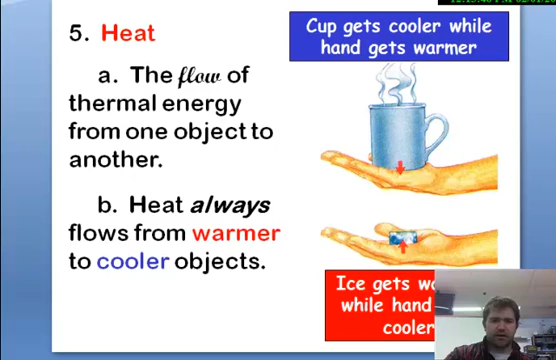 5. Heat
a. The flow of
thermal energy
from one object to
another.
b. Heat always
flows from warmer
to cooler objects.
Cup gets cooler while
hand gets warmer
Ice gets
while hand
cooler